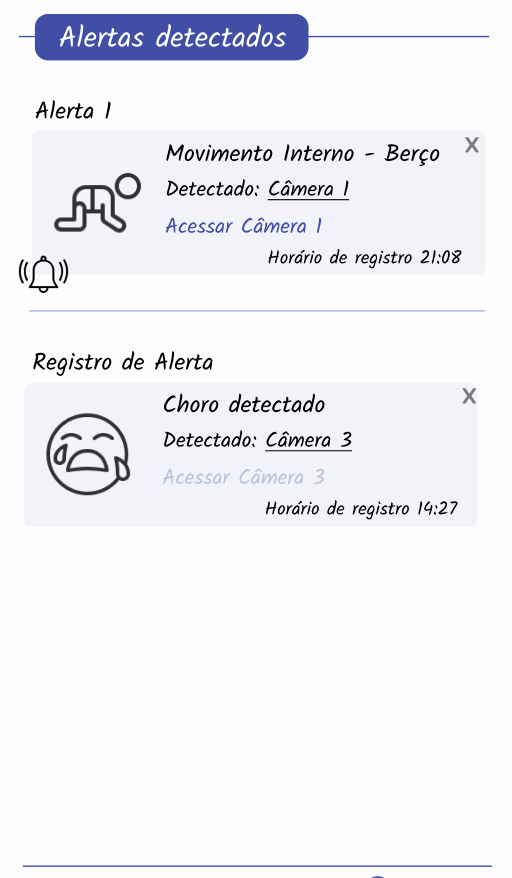 Alertas detectados
Alerta 1
X
Movimento Interno - Berço
Detectado: Câmera 1
Acessar Câmera 1
Horário de registro 21:08
Registro de Alerta
X
Choro detectado
Detectado: Câmera 3
Acessar Câmera 3
Horário de registro 14:27